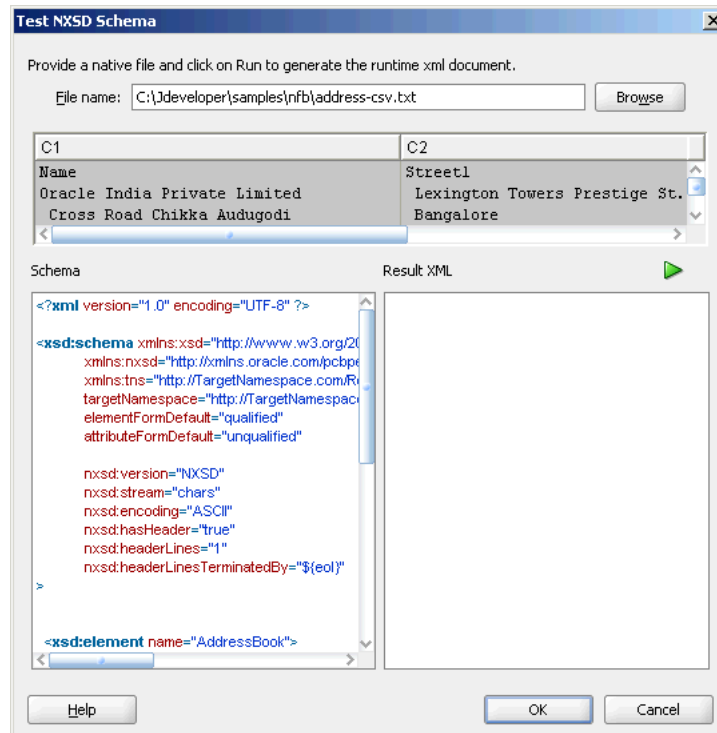 Test NXSD Schema
Provide a native file and click on Run to generate the runtime xml document.
File name: C:\Jdeveloper\samples\nfb\address-csv.txt Browse
C1 C2
Name Street1
Oracle India Private Limited Lexington Towers Prestige St.
Cross Road Chikka Audugodi Bangalore
Schema Result XML
<?xml version="1.0" encoding="UTF-8" ?>
<xsd:schema xmlns:xsd="http://www.w3.org/20
xmlns:nxsd="http://xmlns.oracle.com/pcbpe
xmlns:tns="http://TargetNamespace.com/Re
targetNamespace="http://TargetNamespac
elementFormDefault="qualified"
attributeFormDefault="unqualified"
nxsd:version="NXSD"
nxsd:stream="chars"
nxsd:encoding="ASCII"
nxsd:hasHeader="true"
nxsd:headerLines="1"
nxsd:headerLinesTerminatedBy="${eol}"
>
<xsd:element name="AddressBook">
Help OK Cancel